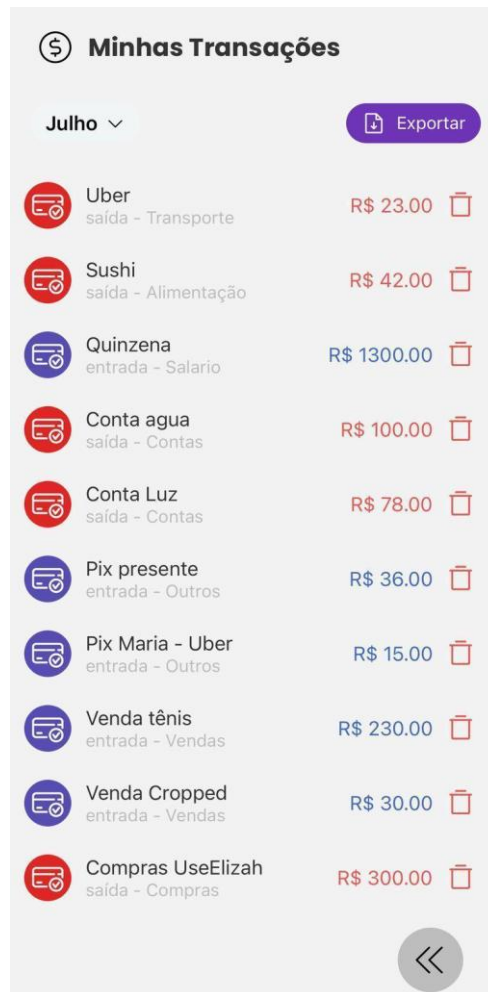 Minhas Transações
Julho
Exportar
Uber
R$ 23.00
saída - Transporte
Sushi
R$ 42.00
saída - Alimentação
Quinzena
R$ 1300.00
entrada - Salario
Conta agua
R$ 100.00
saída - Contas
Conta Luz
R$ 78.00
saída - Contas
Pix presente
R$ 36.00
entrada - Outros
Pix Maria - Uber
R$ 15.00
entrada - Outros
Venda tênis
R$ 230.00
entrada - Vendas
Venda Cropped
R$ 30.00
entrada - Vendas
Compras UseElizah
R$ 300.00
saída - Compras